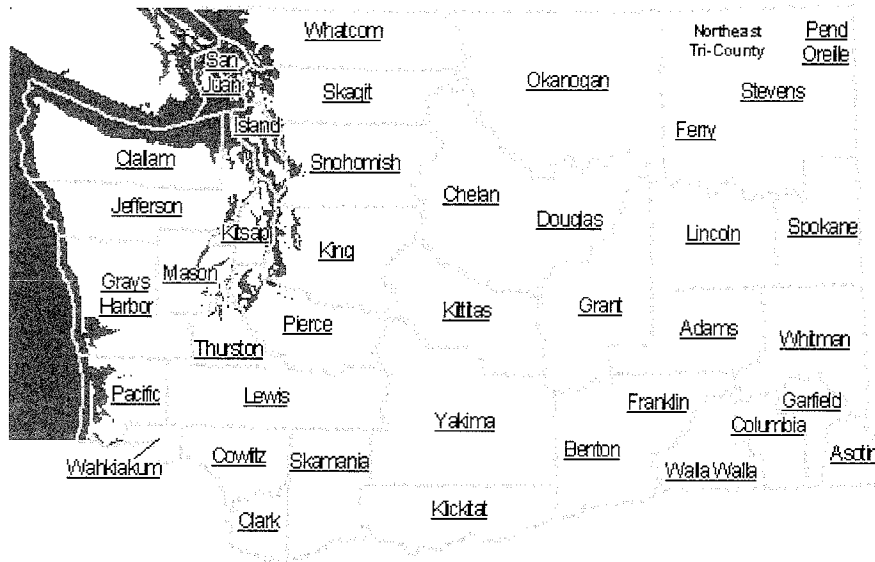 Whatcom
Northeast
Tri-County
Pend
Oreille
San
Juan
Skagit
Okanogan
Stevens
Island
Ferry
Clallam
Snohomish
Chelan
Jefferson
Douglas
Kitsap
King
Lincoln
Spokane
Mason
Grays
Harbor
Kittitas
Grant
Pierce
Adams
Whitman
Thurston
Pacific
Lewis
Franklin
Garfield
Yakima
Columbia
Benton
Asotin
Wahkiakum
Cowlitz
Skamania
Walla Walla
Klickitat
Clark